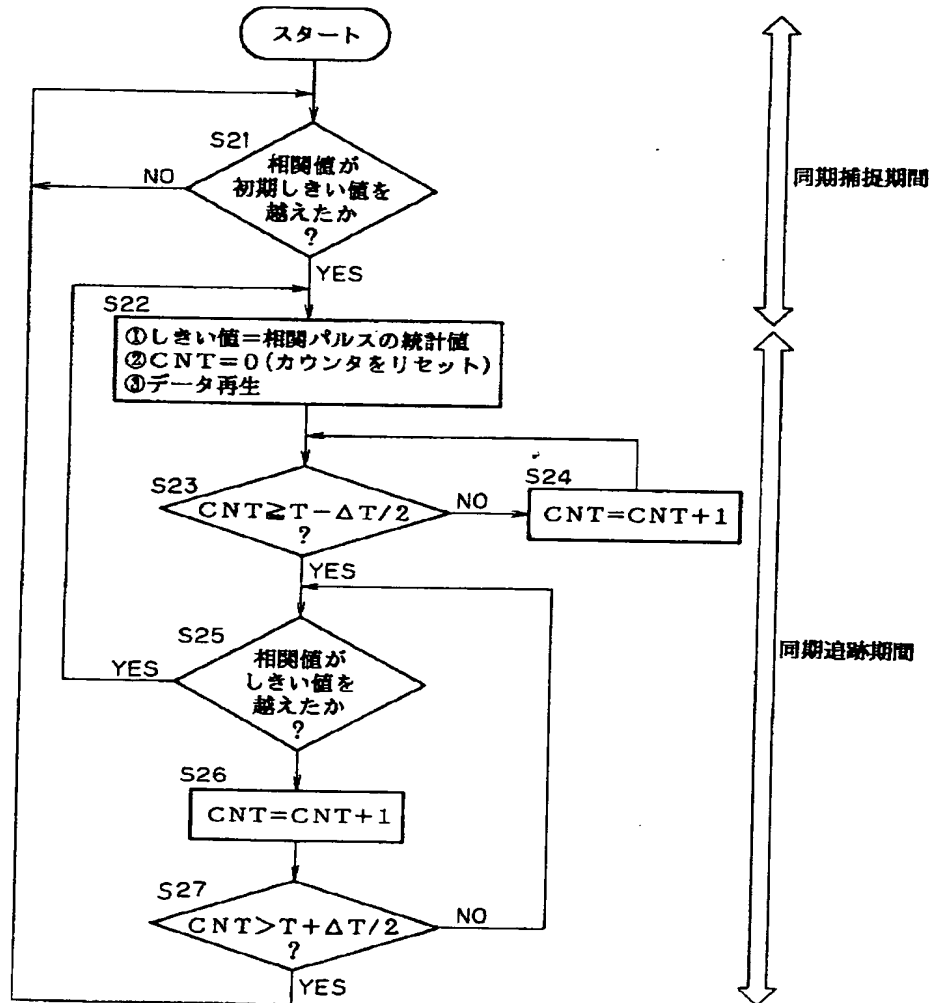 スタート
S21
相関値が
初期しきい値を
越えたか
?
NO
YES
同期捕捉期間
S22
①しきい値=相関パルスの統計値
②CNT=0(カウンタをリセット)
③データ再生
S23
CNT≧T-ΔT/2
?
NO
YES
S24
CNT=CNT+1
S25
相関値が
しきい値を
越えたか
?
YES
同期追跡期間
S26
CNT=CNT+1
S27
CNT>T+ΔT/2
?
NO
YES